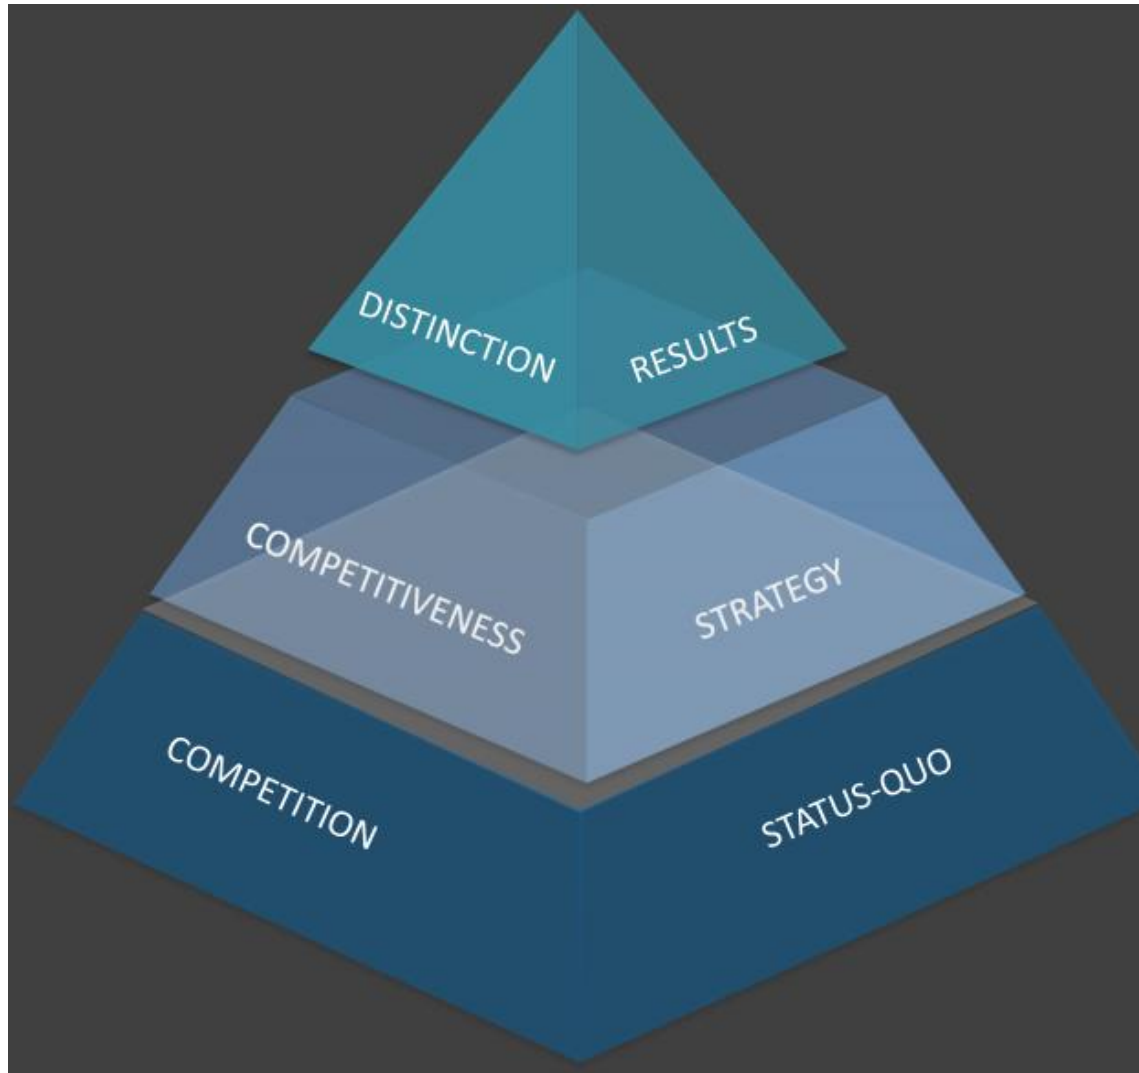 DISTINCTION
RESULTS
COMPETITIVENESS
STRATEGY
COMPETITION
STATUS-QUO